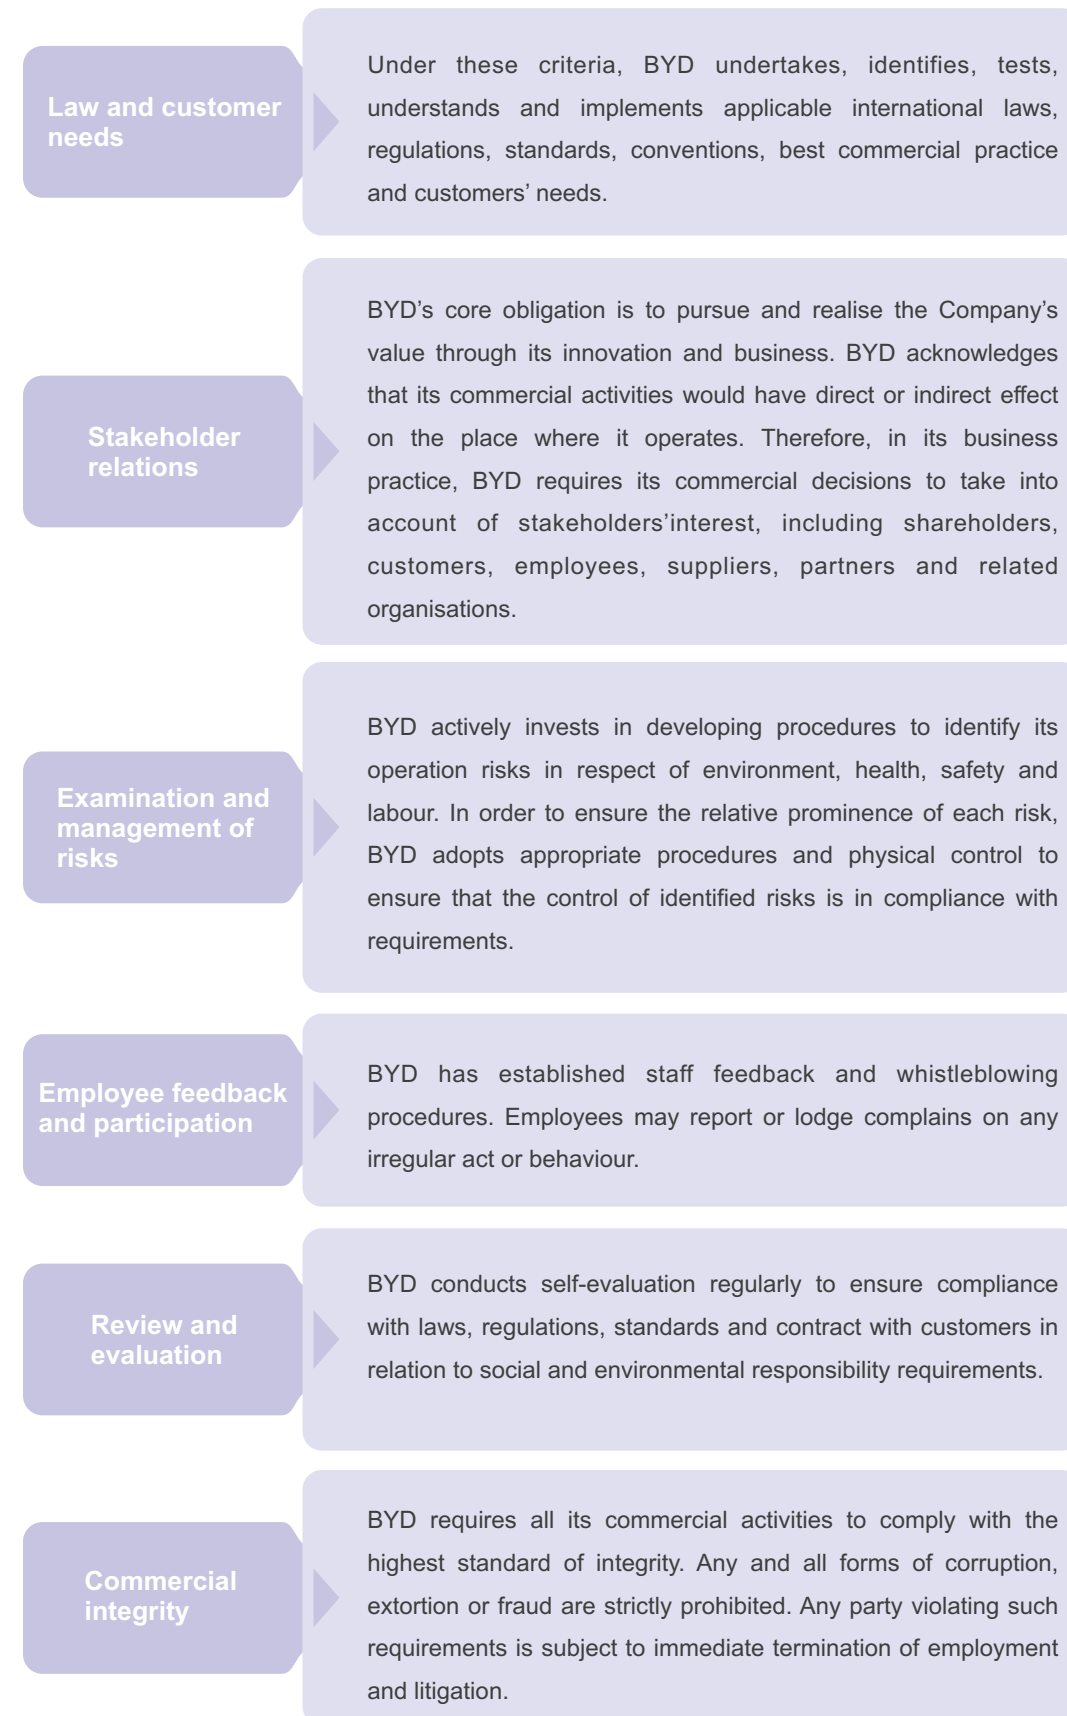 Law and customer
needs
Under these criteria, BYD undertakes, identifies, tests,
understands and implements applicable international laws,
regulations, standards, conventions, best commercial practice
and customers’ needs.
Stakeholder
relations
BYD’s core obligation is to pursue and realise the Company’s
value through its innovation and business. BYD acknowledges
that its commercial activities would have direct or indirect effect
on the place where it operates. Therefore, in its business
practice, BYD requires its commercial decisions to take into
account of stakeholders’interest, including shareholders,
customers, employees, suppliers, partners and related
organisations.
Examination and
management of
risks
BYD actively invests in developing procedures to identify its
operation risks in respect of environment, health, safety and
labour. In order to ensure the relative prominence of each risk,
BYD adopts appropriate procedures and physical control to
ensure that the control of identified risks is in compliance with
requirements.
Employee feedback
and participation
BYD has established staff feedback and whistleblowing
procedures. Employees may report or lodge complains on any
irregular act or behaviour.
Review and
evaluation
BYD conducts self-evaluation regularly to ensure compliance
with laws, regulations, standards and contract with customers in
relation to social and environmental responsibility requirements.
Commercial
integrity
BYD requires all its commercial activities to comply with the
highest standard of integrity. Any and all forms of corruption,
extortion or fraud are strictly prohibited. Any party violating such
requirements is subject to immediate termination of employment
and litigation.